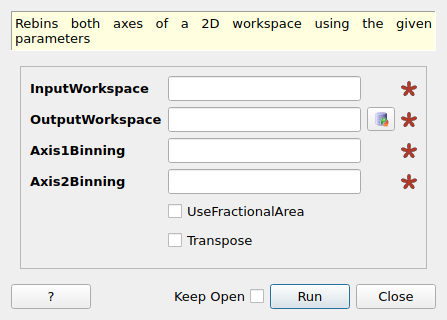 Rebins both axes of a 2D workspace using the given
parameters
InputWorkspace
OutputWorkspace
Axis1Binning
Axis2Binning
UseFractionalArea
Transpose
? Keep Open Run Close